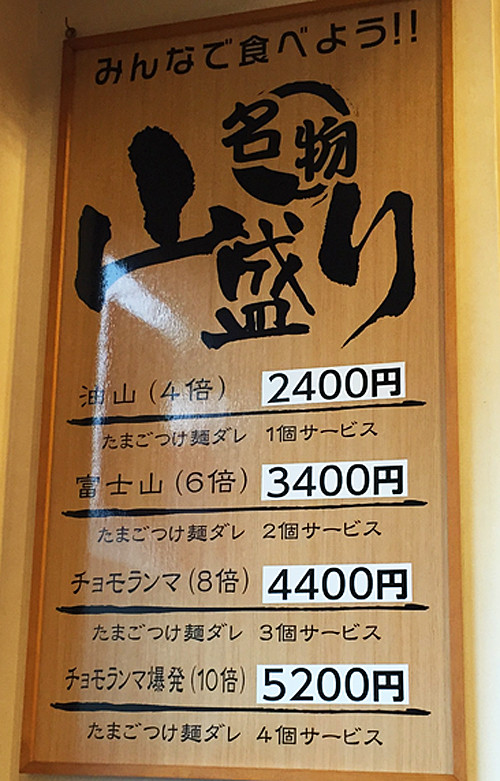 みんなで食べよう!!
名物
山盛り
油山(4倍) 2400円
たまごつけ麺ダレ 1個サービス
富士山(6倍) 3400円
たまごつけ麺ダレ 2個サービス
チョモランマ(8倍) 4400円
たまごつけ麺ダレ 3個サービス
チョモランマ爆発(10倍) 5200円
たまごつけ麺ダレ 4個サービス